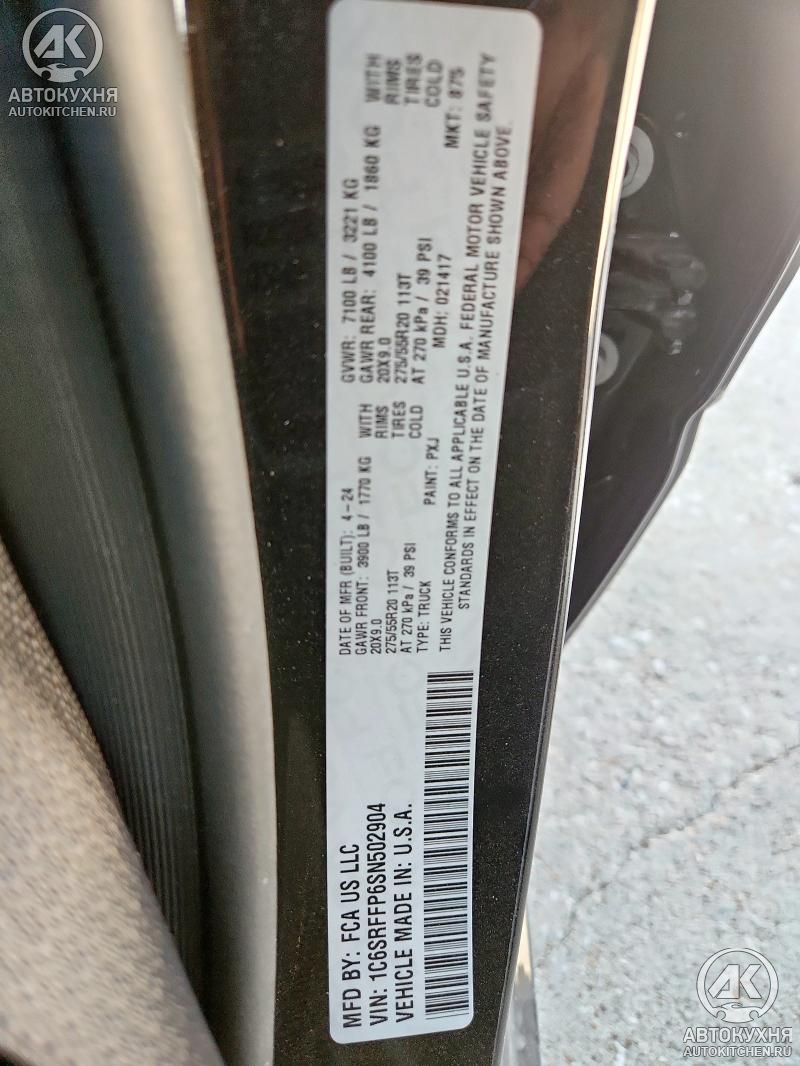 AK
АВТОКУХНЯ
AUTOKITCHEN.RU
MFD BY: FCA US LLC
VIN: 1C6SRFFP6SN502904
VEHICLE MADE IN: U.S.A.
DATE OF MFR (BUILT): 4-24 GVWR: 7100 LB / 3221 KG
GAWR FRONT: 3900 LB / 1770 KG WITH GAWR REAR: 4100 LB / 1860 KG WITH
20X9.0 RIMS 20X9.0 RIMS
275/55R20 113T TIRES 275/55R20 113T TIRES
AT 270 kPa / 39 PSI COLD AT 270 kPa / 39 PSI COLD
TYPE: TRUCK PAINT: PXJ MDH: 021417 MKT: 875
THIS VEHICLE CONFORMS TO ALL APPLICABLE U.S.A. FEDERAL MOTOR VEHICLE SAFETY
STANDARDS IN EFFECT ON THE DATE OF MANUFACTURE SHOWN ABOVE.
AK
АВТОКУХНЯ
AUTOKITCHEN.RU